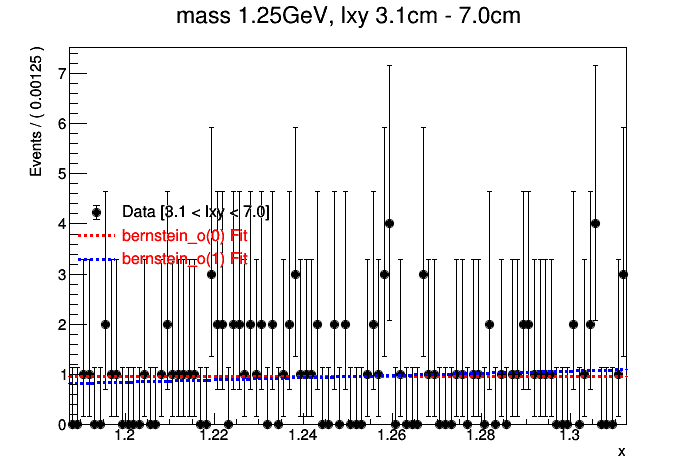 mass 1.25GeV, lxy 3.1cm - 7.0cm
Events / ( 0.00125 )
7
6
5
4
3
2
1
0
Data [3.1 < lxy < 7.0]
bernstein_o(0) Fit
bernstein_o(1) Fit
1.2 1.22 1.24 1.26 1.28 1.3
x